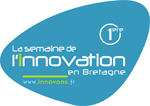 1ère
La semaine de
l'innovation
en Bretagne
www.innovons.fr